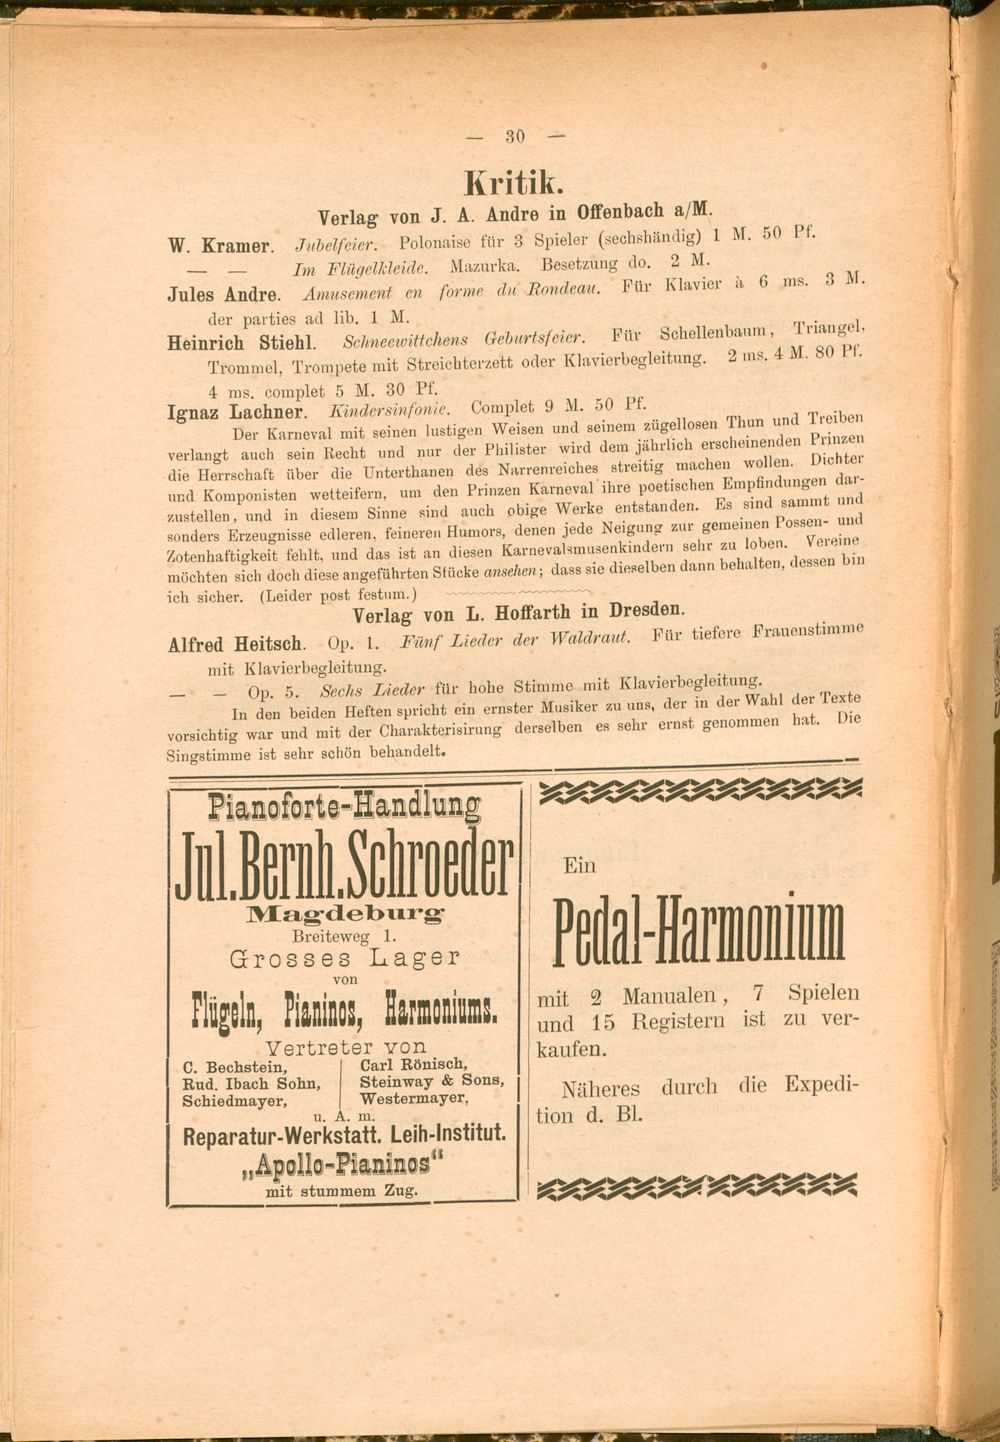 — 30 —
Kritik.
Verlag von J. A. Andre in Offenbach a/M.
W. Kramer. Jubelfeier. Polonaise für 3 Spieler (sechshändig) 1 M. 50 Pf.
— — Im Flügelkleide. Mazurka. Besetzung do. 2 M.
Jules Andre. Amusement en forme du Rondeau. Für Klavier à 6 ms. 3 M.
der parties ad lib. 1 M.
Heinrich Stiehl. Schneewittchens Geburtsfeier. Für Schellenbaum, Triangel,
Trommel, Trompete mit Streichterzett oder Klavierbegleitung. 2 ms. 4 M. 80 Pf.
4 ms. complet 5 M. 30 Pf.
Ignaz Lachner. Kindersinfonie. Complet 9 M. 50 Pf.
Der Karneval mit seinen lustigen Weisen und seinem zügellosen Thun und Treiben
verlangt auch sein Recht und nur der Philister wird dem jährlich erscheinenden Prinzen
die Herrschaft über die Unterthanen des Narrenreiches streitig machen wollen. Dichter
und Komponisten wetteifern, um den Prinzen Karneval ihre poetischen Empfindungen dar-
zustellen, und in diesem Sinne sind auch obige Werke entstanden. Es sind sammt und
sonders Erzeugnisse edleren, feineren Humors, denen jede Neigung zur gemeinen Possen- und
Zotenhaftigkeit fehlt, und das ist an diesen Karnevalsmusenkindern sehr zu loben. Vereine
möchten sich doch diese angeführten Stücke ansehen; dass sie dieselben dann behalten, dessen bin
ich sicher. (Leider post festum.)
Verlag von L. Hoffarth in Dresden.
Alfred Heitsch. Op. 1. Fünf Lieder der Waldraut. Für tiefere Frauenstimme
mit Klavierbegleitung.
— — Op. 5. Sechs Lieder für hohe Stimme mit Klavierbegleitung.
In den beiden Heften spricht ein ernster Musiker zu uns, der in der Wahl der Texte
vorsichtig war und mit der Charakterisirung derselben es sehr ernst genommen hat. Die
Singstimme ist sehr schön behandelt.
Pianoforte-Handlung
Jul. Bernh. Schroeder
Magdeburg
Breiteweg 1.
Grosses Lager
von
Flügeln, Pianinos, Harmoniums.
Vertreter von
C. Bechstein,
Rud. Ibach Sohn,
Schiedmayer,
Carl Rönisch,
Steinway & Sons,
Westermayer,
u. A. m.
Reparatur-Werkstatt. Leih-Institut.
„Apollo-Pianinos“
mit stummem Zug.
Ein
Pedal-Harmonium
mit 2 Manualen, 7 Spielen
und 15 Registern ist zu ver-
kaufen.
Näheres durch die Expedi-
tion d. Bl.